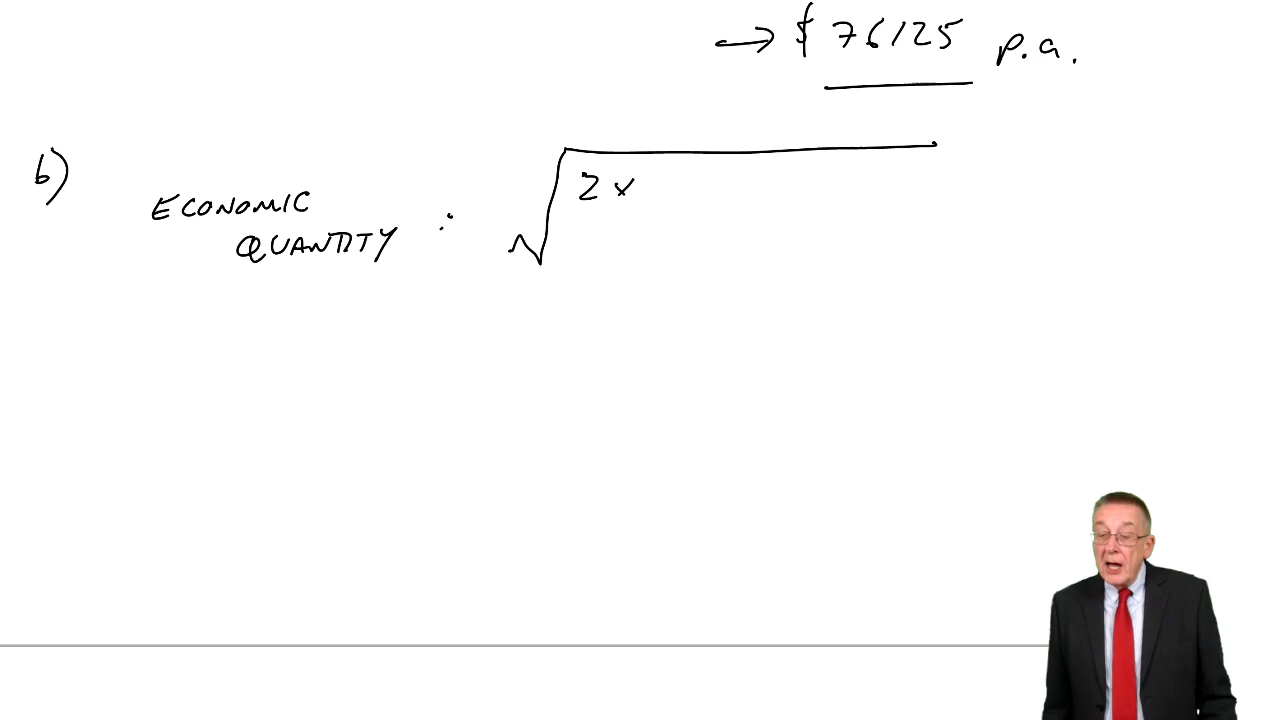 → $ 76125 p.a.
b)
ECONOMIC
QUANTITY : √2 x